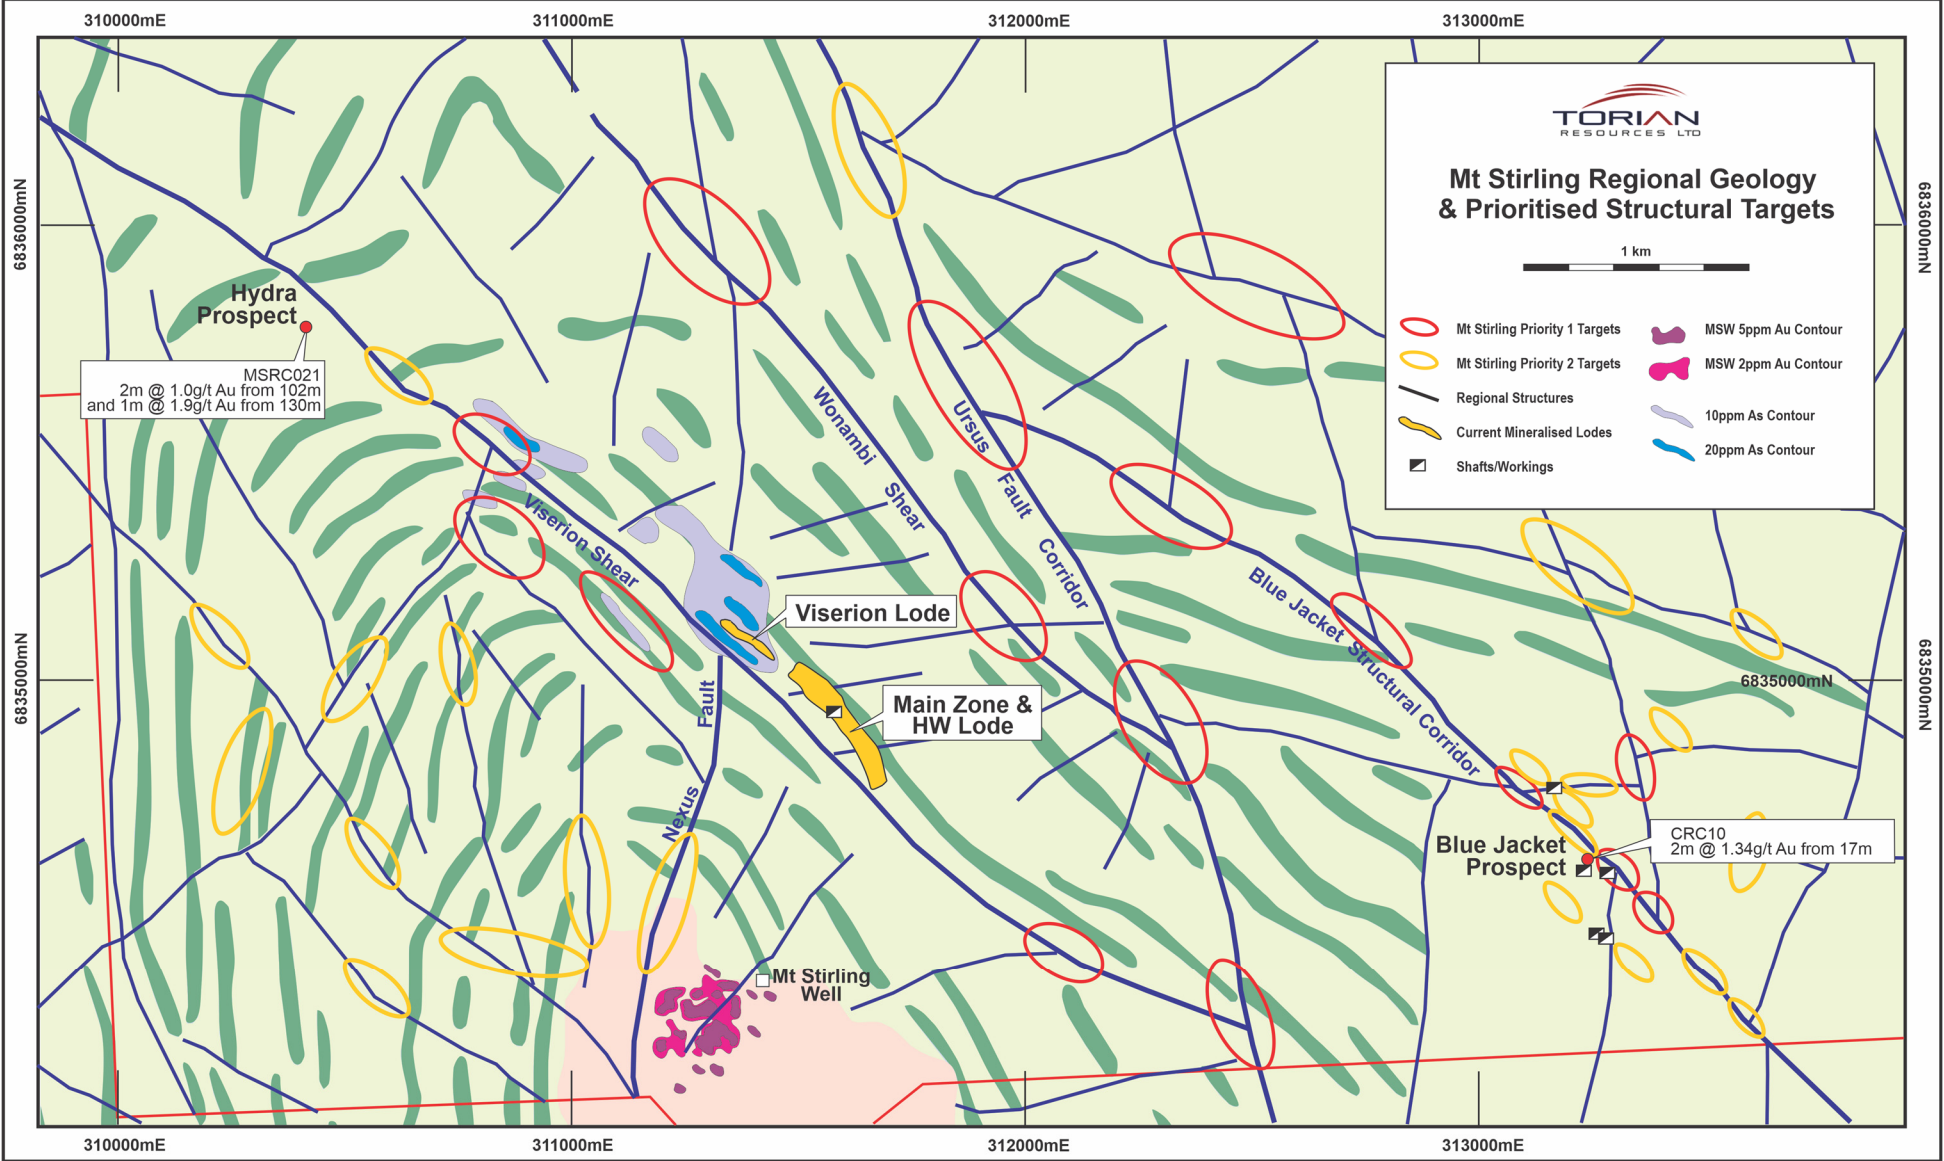 310000mE
311000mE
312000mE
313000mE
6836000mN
6836000mN
TORIAN
RESOURCES LTD
Mt Stirling Regional Geology
& Prioritised Structural Targets
1 km
Mt Stirling Priority 1 Targets
Mt Stirling Priority 2 Targets
Regional Structures
Current Mineralised Lodes
Shafts/Workings
MSW 5ppm Au Contour
MSW 2ppm Au Contour
10ppm As Contour
20ppm As Contour
Hydra
Prospect
MSRC021
2m @ 1.0g/t Au from 102m
and 1m @ 1.9g/t Au from 130m
Wonambi
Shear
Ursus
Fault
Corridor
Viserion Shear
Blue Jacket Structural Corridor
Viserion Lode
Main Zone &
HW Lode
Nexus
Fault
6835000mN
6835000mN
6835000mN
Blue Jacket
Prospect
CRC10
2m @ 1.34g/t Au from 17m
Mt Stirling
Well
310000mE
311000mE
312000mE
313000mE